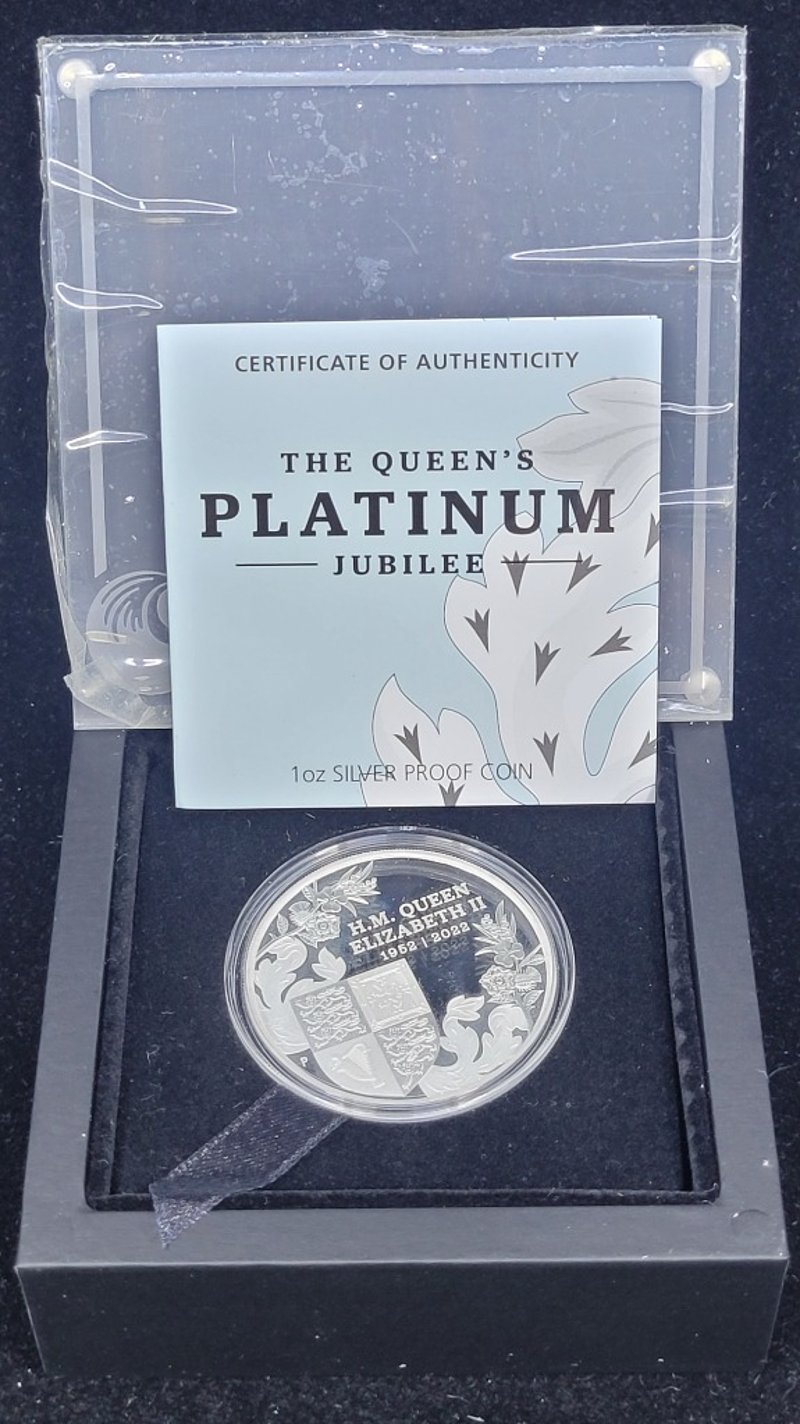 CERTIFICATE OF AUTHENTICITY
THE QUEEN'S
PLATINUM
JUBILEE
1oz SILVER PROOF COIN
H.M. QUEEN
ELIZABETH II
1952 | 2022
P